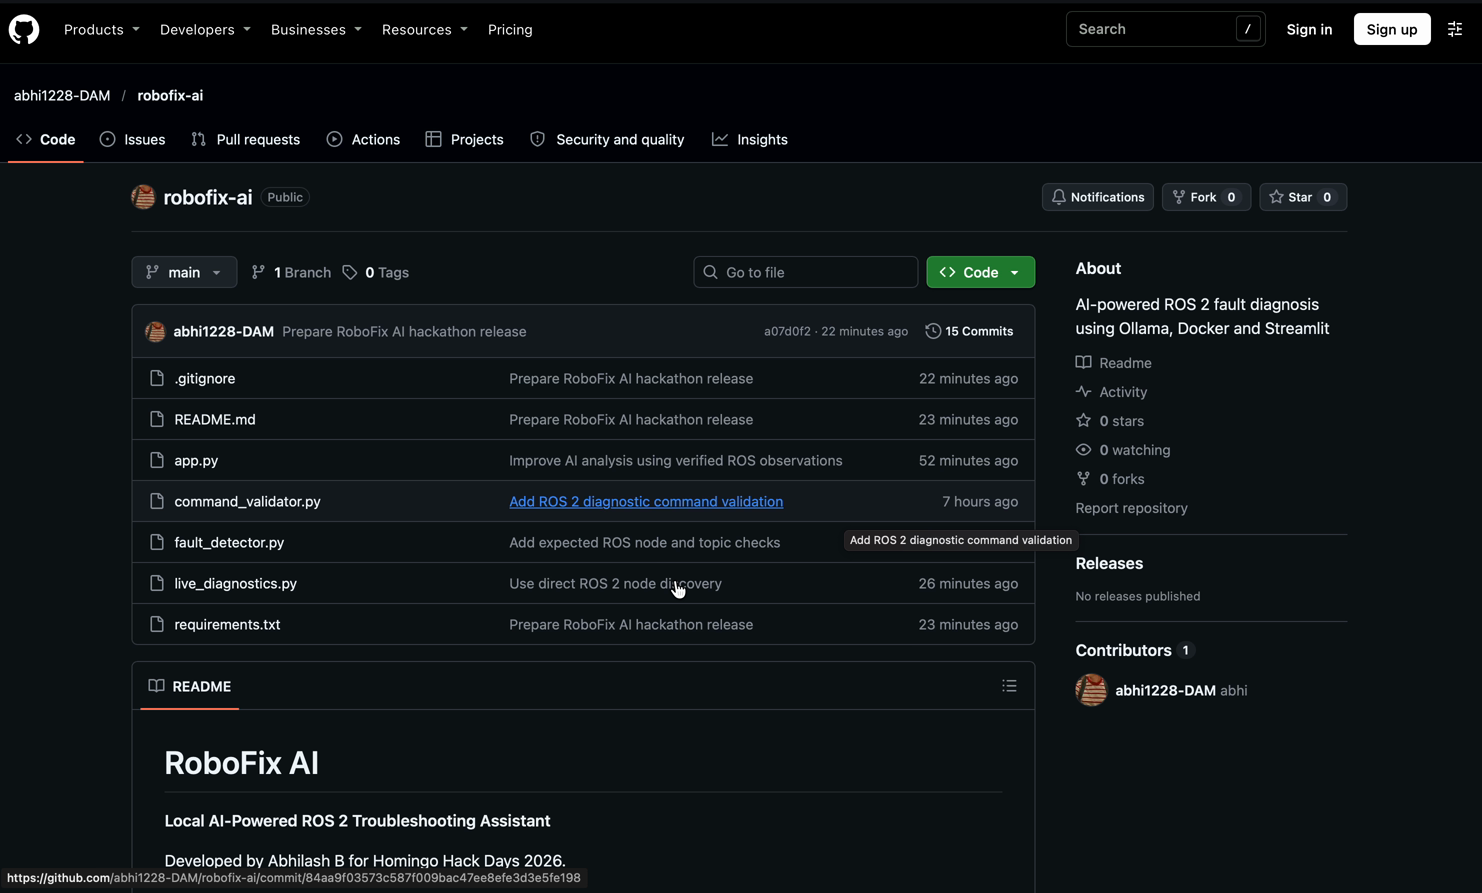 Products Developers Businesses Resources Pricing Search / Sign in Sign up
abhi1228-DAM / robofix-ai
Code Issues Pull requests Actions Projects Security and quality Insights
robofix-ai Public Notifications Fork 0 Star 0
main 1 Branch 0 Tags Go to file Code
abhi1228-DAM Prepare RoboFix AI hackathon release a07d0f2 · 22 minutes ago 15 Commits
.gitignore Prepare RoboFix AI hackathon release 22 minutes ago
README.md Prepare RoboFix AI hackathon release 23 minutes ago
app.py Improve AI analysis using verified ROS observations 52 minutes ago
command_validator.py Add ROS 2 diagnostic command validation 7 hours ago
fault_detector.py Add expected ROS node and topic checks
Add ROS 2 diagnostic command validation
live_diagnostics.py Use direct ROS 2 node discovery 26 minutes ago
requirements.txt Prepare RoboFix AI hackathon release 23 minutes ago
README
RoboFix AI
Local AI-Powered ROS 2 Troubleshooting Assistant
Developed by Abhilash B for Homingo Hack Days 2026.
About
AI-powered ROS 2 fault diagnosis
using Ollama, Docker and Streamlit
Readme
Activity
0 stars
0 watching
0 forks
Report repository
Releases
No releases published
Contributors 1
abhi1228-DAM abhi
https://github.com/abhi1228-DAM/robofix-ai/commit/84aa9f03573c587f009bac47ee8efe3d3e5fe198